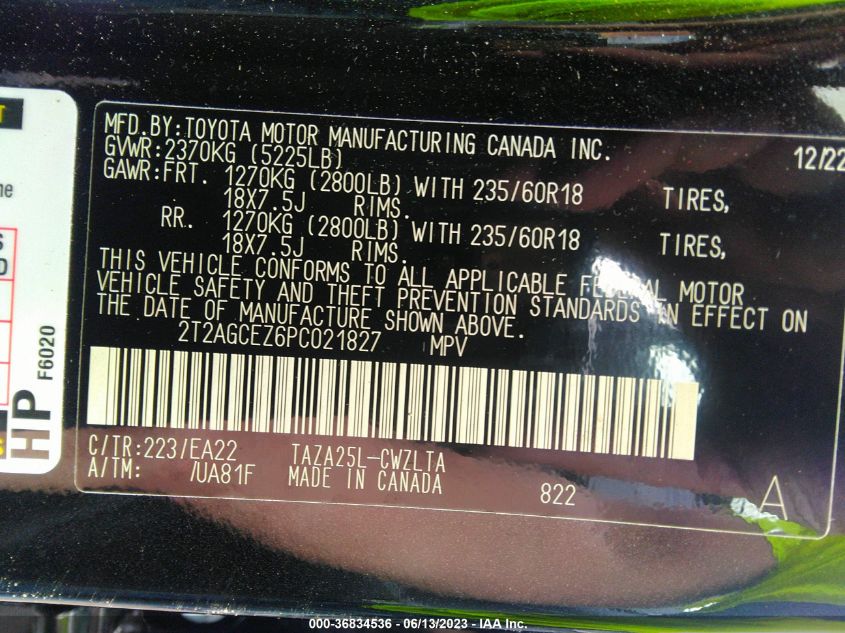 MFD.BY:TOYOTA MOTOR MANUFACTURING CANADA INC. 12/22
GVWR:2370KG (5225LB)
GAWR:FRT. 1270KG (2800LB) WITH 235/60R18 TIRES,
18X7.5J RIMS.
RR. 1270KG (2800LB) WITH 235/60R18 TIRES,
18X7.5J RIMS.
THIS VEHICLE CONFORMS TO ALL APPLICABLE FEDERAL MOTOR
VEHICLE SAFETY AND THEFT PREVENTION STANDARDS IN EFFECT ON
THE DATE OF MANUFACTURE SHOWN ABOVE.
2T2AGCEZ6PC021827 MPV
C/TR:223/EA22 TAZA25L-CWZLTA
A/TM: /UA81F MADE IN CANADA 822 A
HP F6020
000-36834536 - 06/13/2023 - IAA Inc.